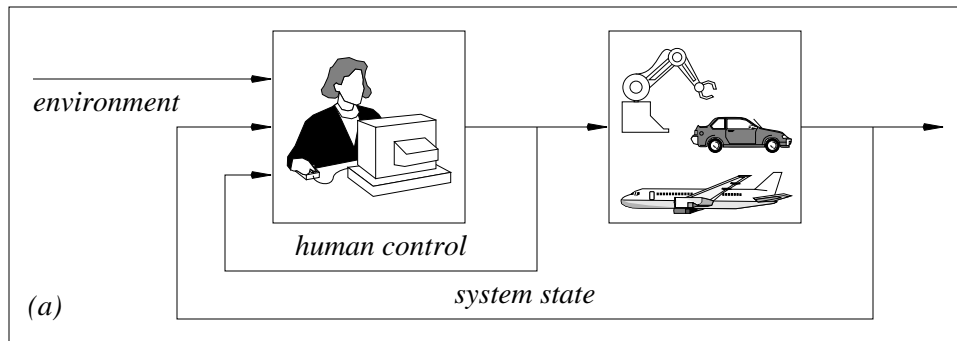 environment
human control
system state
(a)